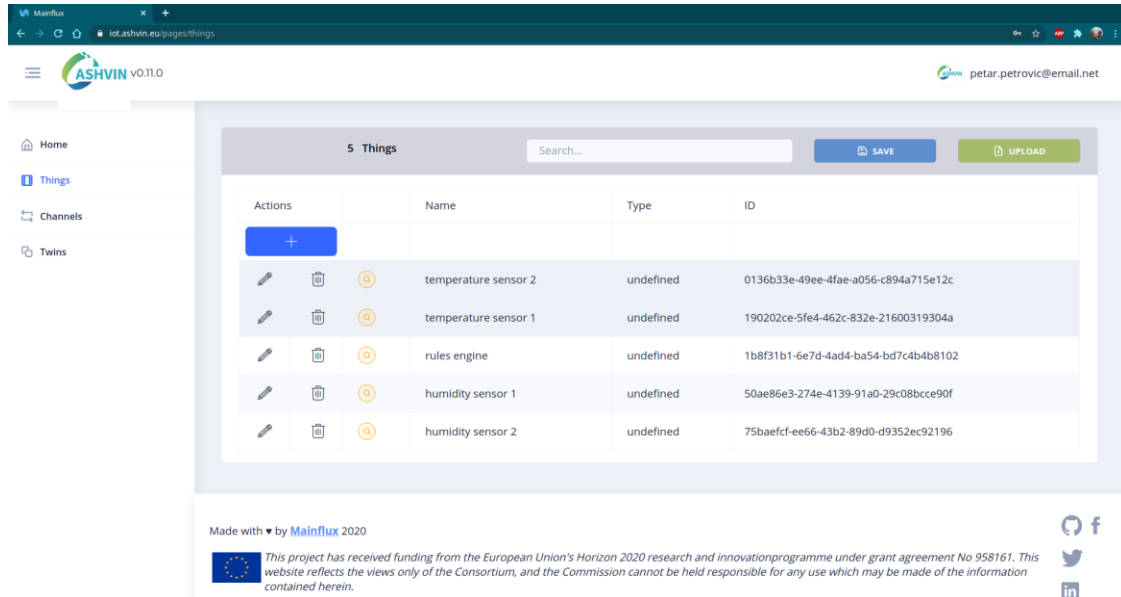 Mainflux
iot.ashvin.eu/pages/things
ASHVIN v0.11.0
ASHVIN petar.petrovic@email.net
Home
Things
Channels
Twins
5 Things
Search...
SAVE
UPLOAD
Actions Name Type ID
+
temperature sensor 2 undefined 0136b33e-49ee-4fae-a056-c894a715e12c
temperature sensor 1 undefined 190202ce-5fe4-462c-832e-21600319304a
rules engine undefined 1b8f31b1-6e7d-4ad4-ba54-bd7c4b4b8102
humidity sensor 1 undefined 50ae86e3-274e-4139-91a0-29c08bcce90f
humidity sensor 2 undefined 75baefcf-ee66-43b2-89d0-d9352ec92196
Made with ♥ by Mainflux 2020
This project has received funding from the European Union's Horizon 2020 research and innovationprogramme under grant agreement No 958161. This
website reflects the views only of the Consortium, and the Commission cannot be held responsible for any use which may be made of the information
contained herein.